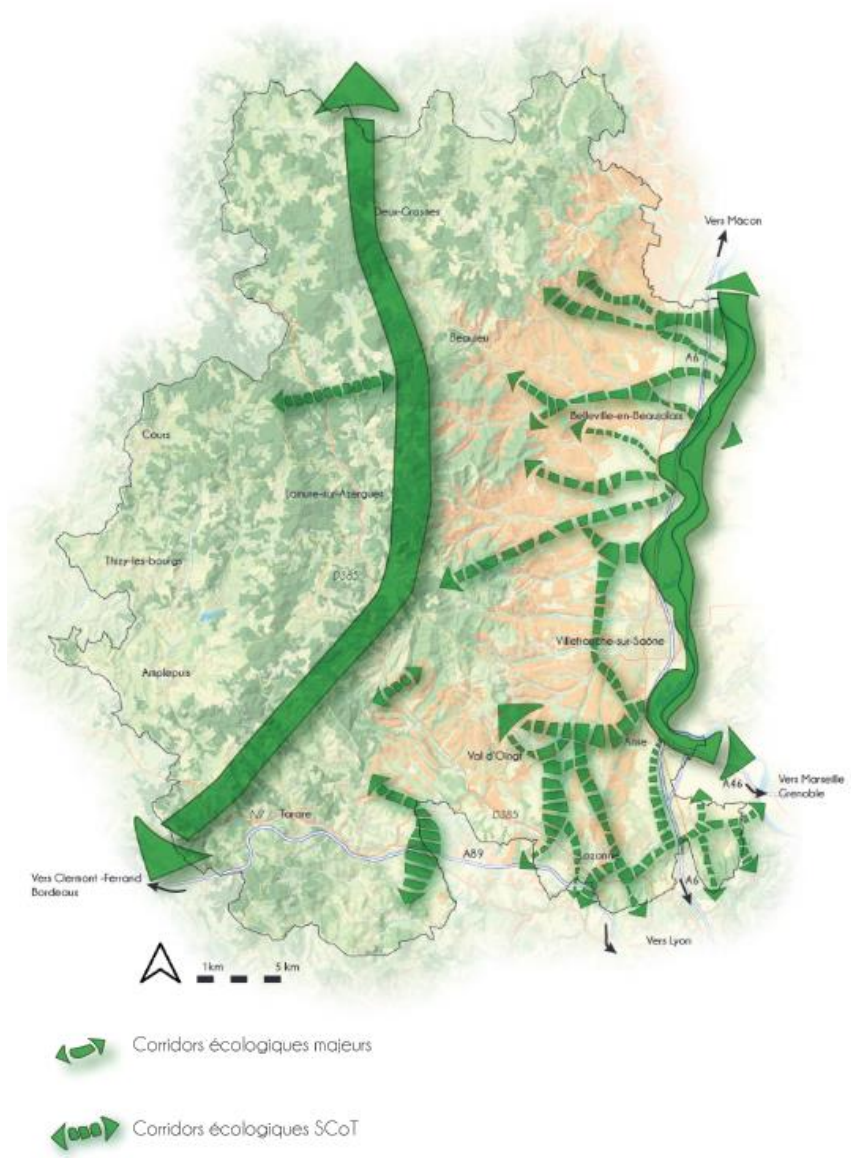 Deux-Grosnes
Vers Mâcon
Beaujeu
A6
Belleville-en-Beaujolais
Cours
Lamure-sur-Azergues
Thizy-les-bourgs
D385
Villefranche-sur-Saône
Amplepuis
Val d'Oingt
Anse
A46
Vers Marseille
Grenoble
N7
Tarare
D385
A89
Lozanne
A6
Vers Clermont -Ferrand
Bordeaux
Vers Lyon
1km
5 km
Corridors écologiques majeurs
Corridors écologiques SCoT